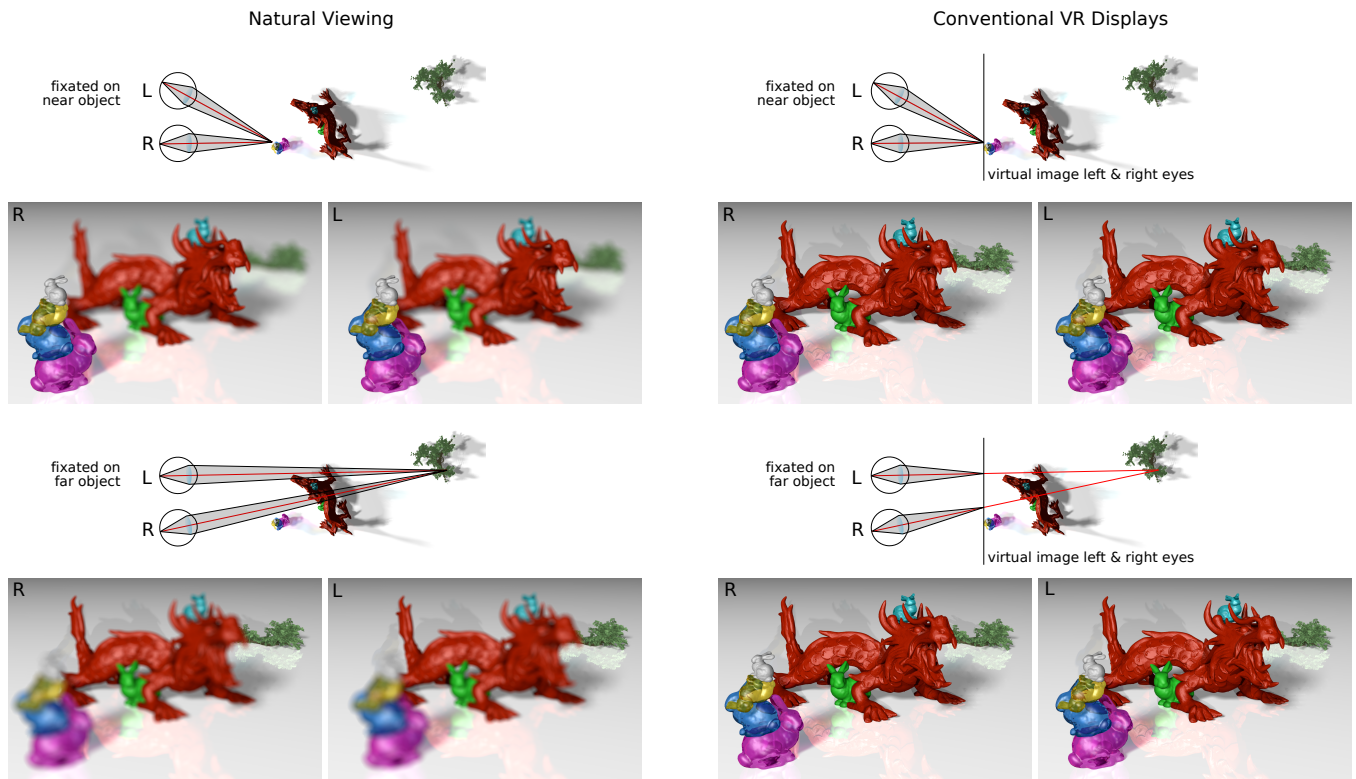 Natural Viewing
Conventional VR Displays
fixated on
near object
L
R
fixated on
near object
L
R
virtual image left & right eyes
R
L
R
L
fixated on
far object
L
R
fixated on
far object
L
R
virtual image left & right eyes
R
L
R
L